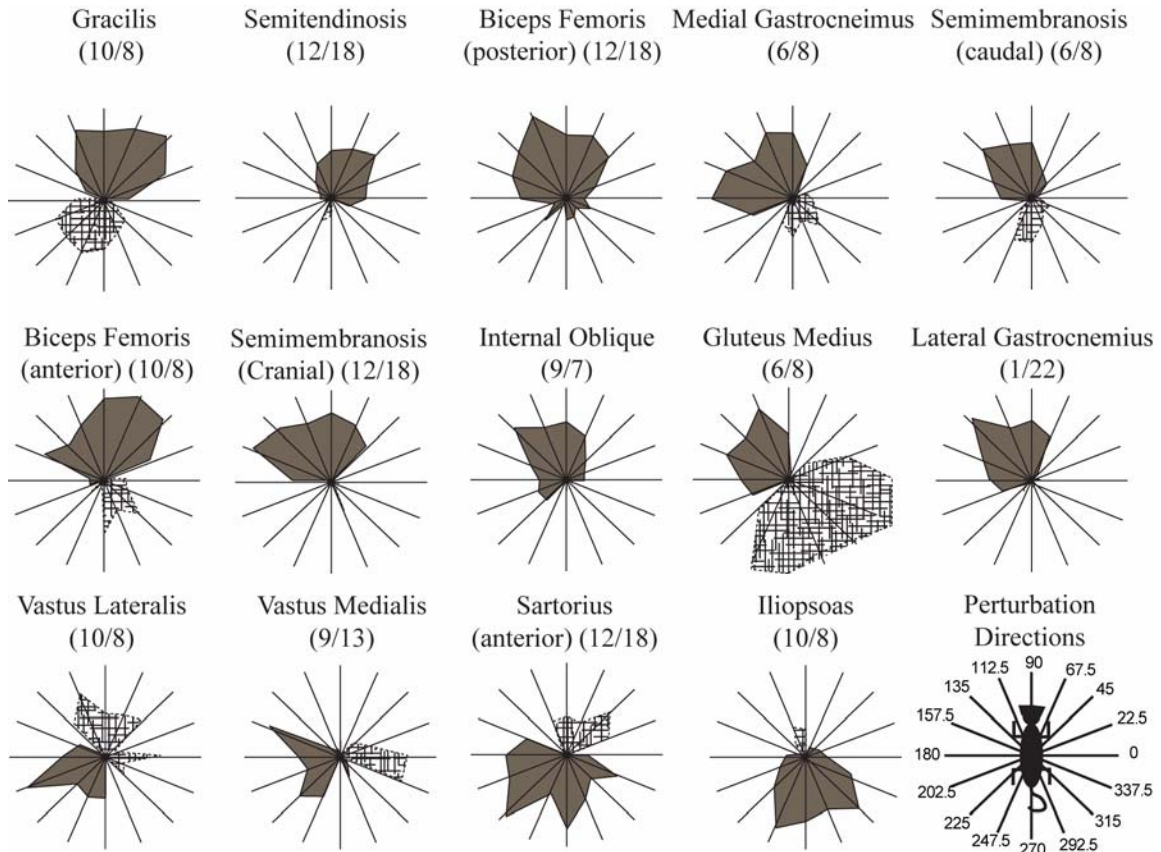 Gracilis
(10/8)
Semitendinosis
(12/18)
Biceps Femoris
(posterior) (12/18)
Medial Gastrocneimus
(6/8)
Semimembranosis
(caudal) (6/8)
Biceps Femoris
(anterior) (10/8)
Semimembranosis
(Cranial) (12/18)
Internal Oblique
(9/7)
Gluteus Medius
(6/8)
Lateral Gastrocnemius
(1/22)
Vastus Lateralis
(10/8)
Vastus Medialis
(9/13)
Sartorius
(anterior) (12/18)
Iliopsoas
(10/8)
Perturbation
Directions
90
112.5
67.5
135
45
157.5
22.5
180
0
202.5
337.5
225
315
247.5
292.5
270